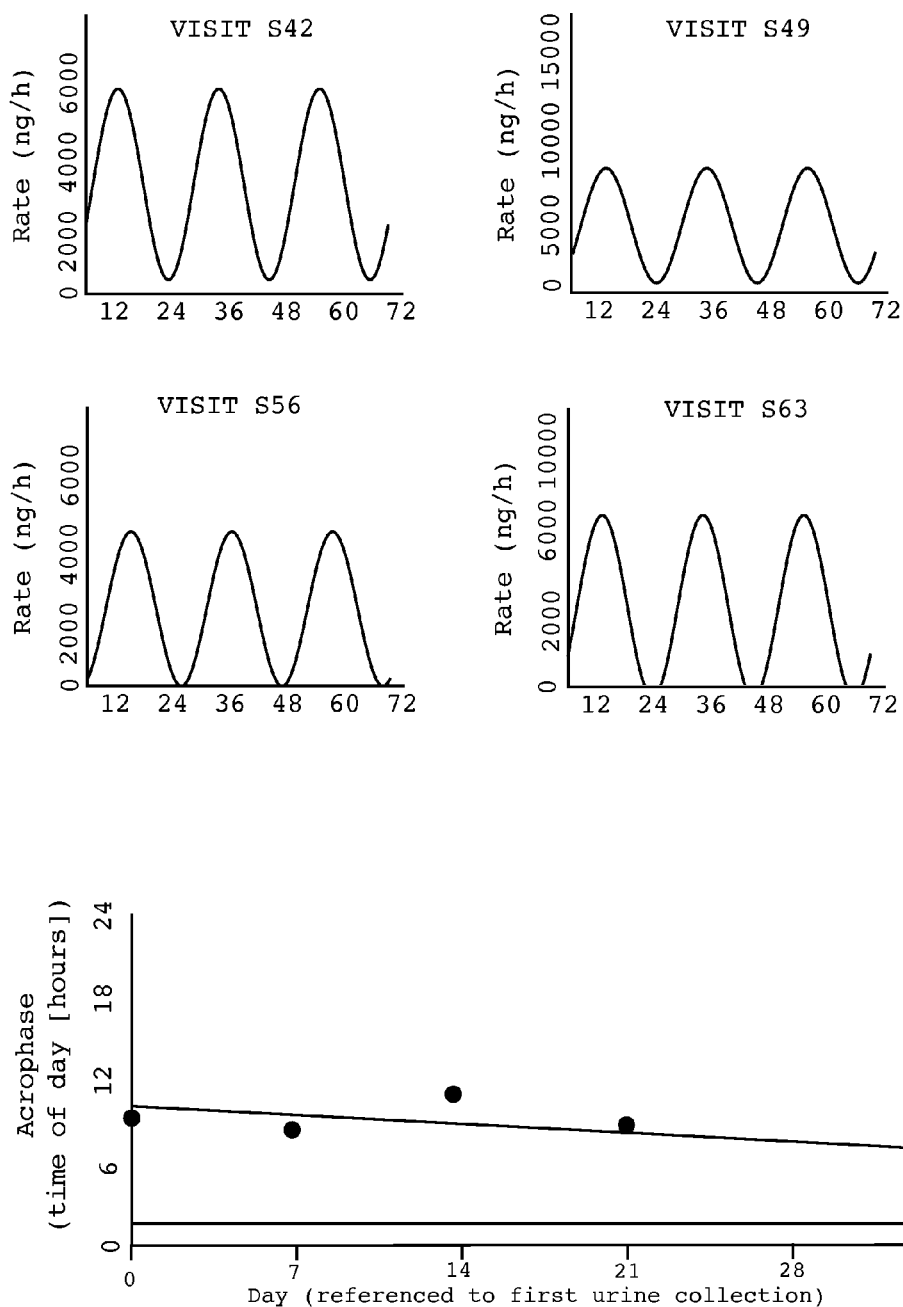 VISIT S42
Rate (ng/h)
0 2000 4000 6000
12 24 36 48 60 72
VISIT S49
Rate (ng/h)
0 5000 10000 15000
12 24 36 48 60 72
VISIT S56
Rate (ng/h)
0 2000 4000 6000
12 24 36 48 60 72
VISIT S63
Rate (ng/h)
0 2000 6000 10000
12 24 36 48 60 72
Acrophase
(time of day [hours])
0 6 12 18 24
0 7 14 21 28
Day (referenced to first urine collection)